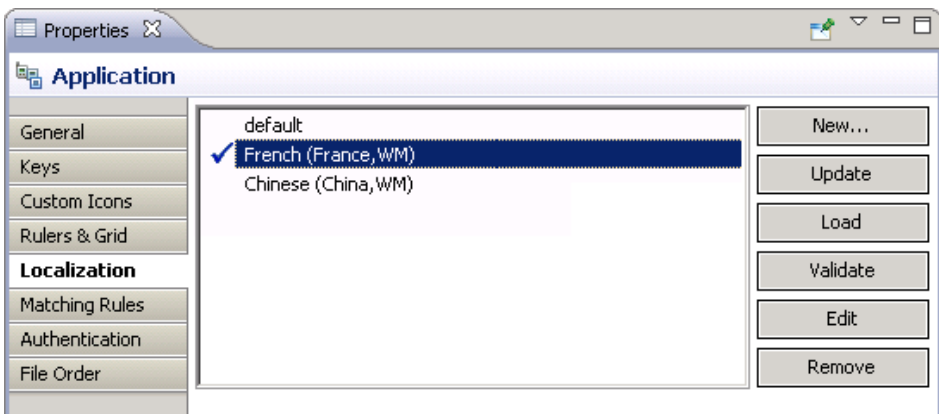 Properties
Application
General
Keys
Custom Icons
Rulers & Grid
Localization
Matching Rules
Authentication
File Order
default
French (France,WM)
Chinese (China,WM)
New...
Update
Load
Validate
Edit
Remove